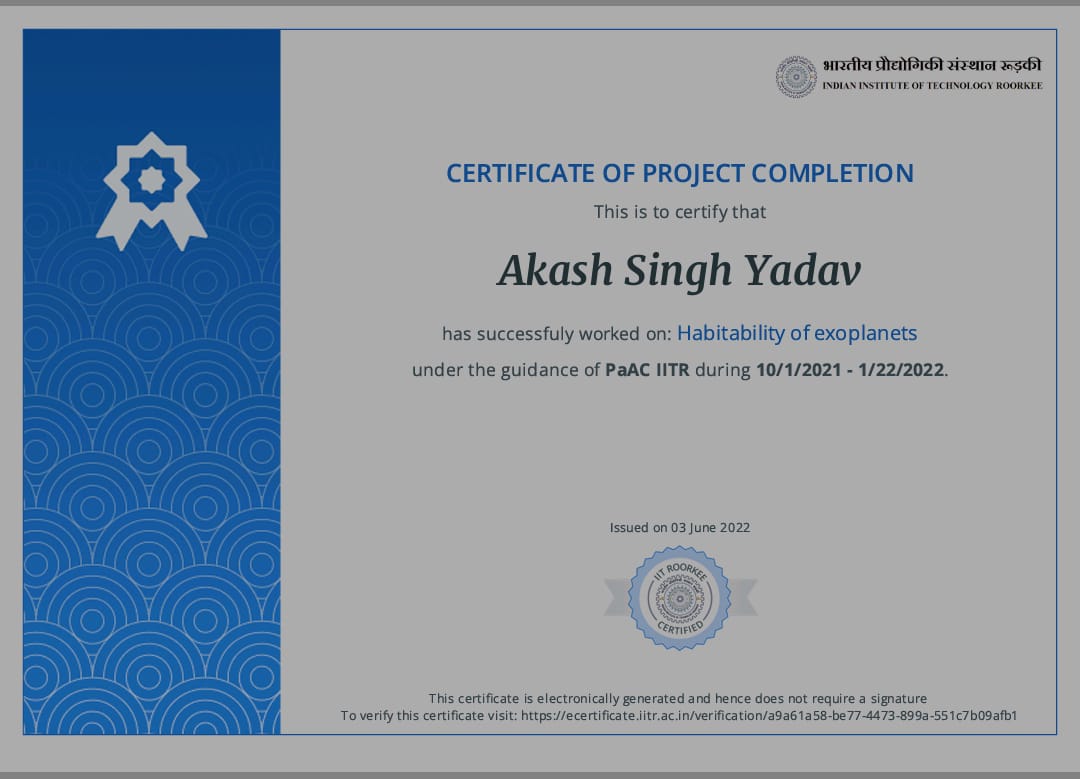 भारतीय प्रौद्योगिकी संस्थान रूड़की
INDIAN INSTITUTE OF TECHNOLOGY ROORKEE
CERTIFICATE OF PROJECT COMPLETION
This is to certify that
Akash Singh Yadav
has successfuly worked on: Habitability of exoplanets
under the guidance of PaAC IITR during 10/1/2021 - 1/22/2022.
Issued on 03 June 2022
IIT ROORKEE
CERTIFIED
This certificate is electronically generated and hence does not require a signature
To verify this certificate visit: https://ecertificate.iitr.ac.in/verification/a9a61a58-be77-4473-899a-551c7b09afb1